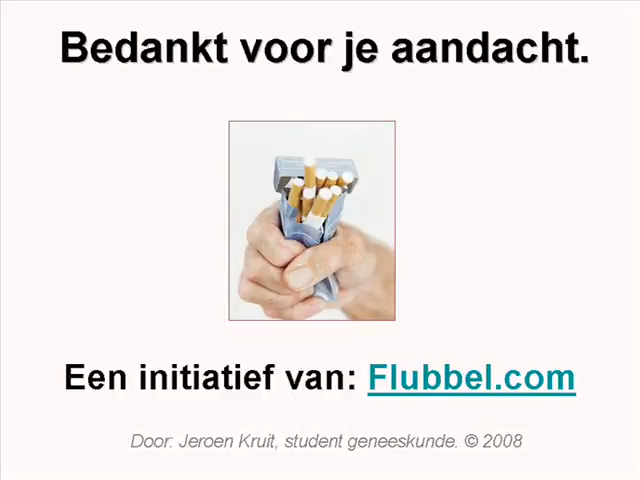 Bedankt voor je aandacht.
Een initiatief van: Flubbel.com
Door: Jeroen Kruit, student geneeskunde. © 2008